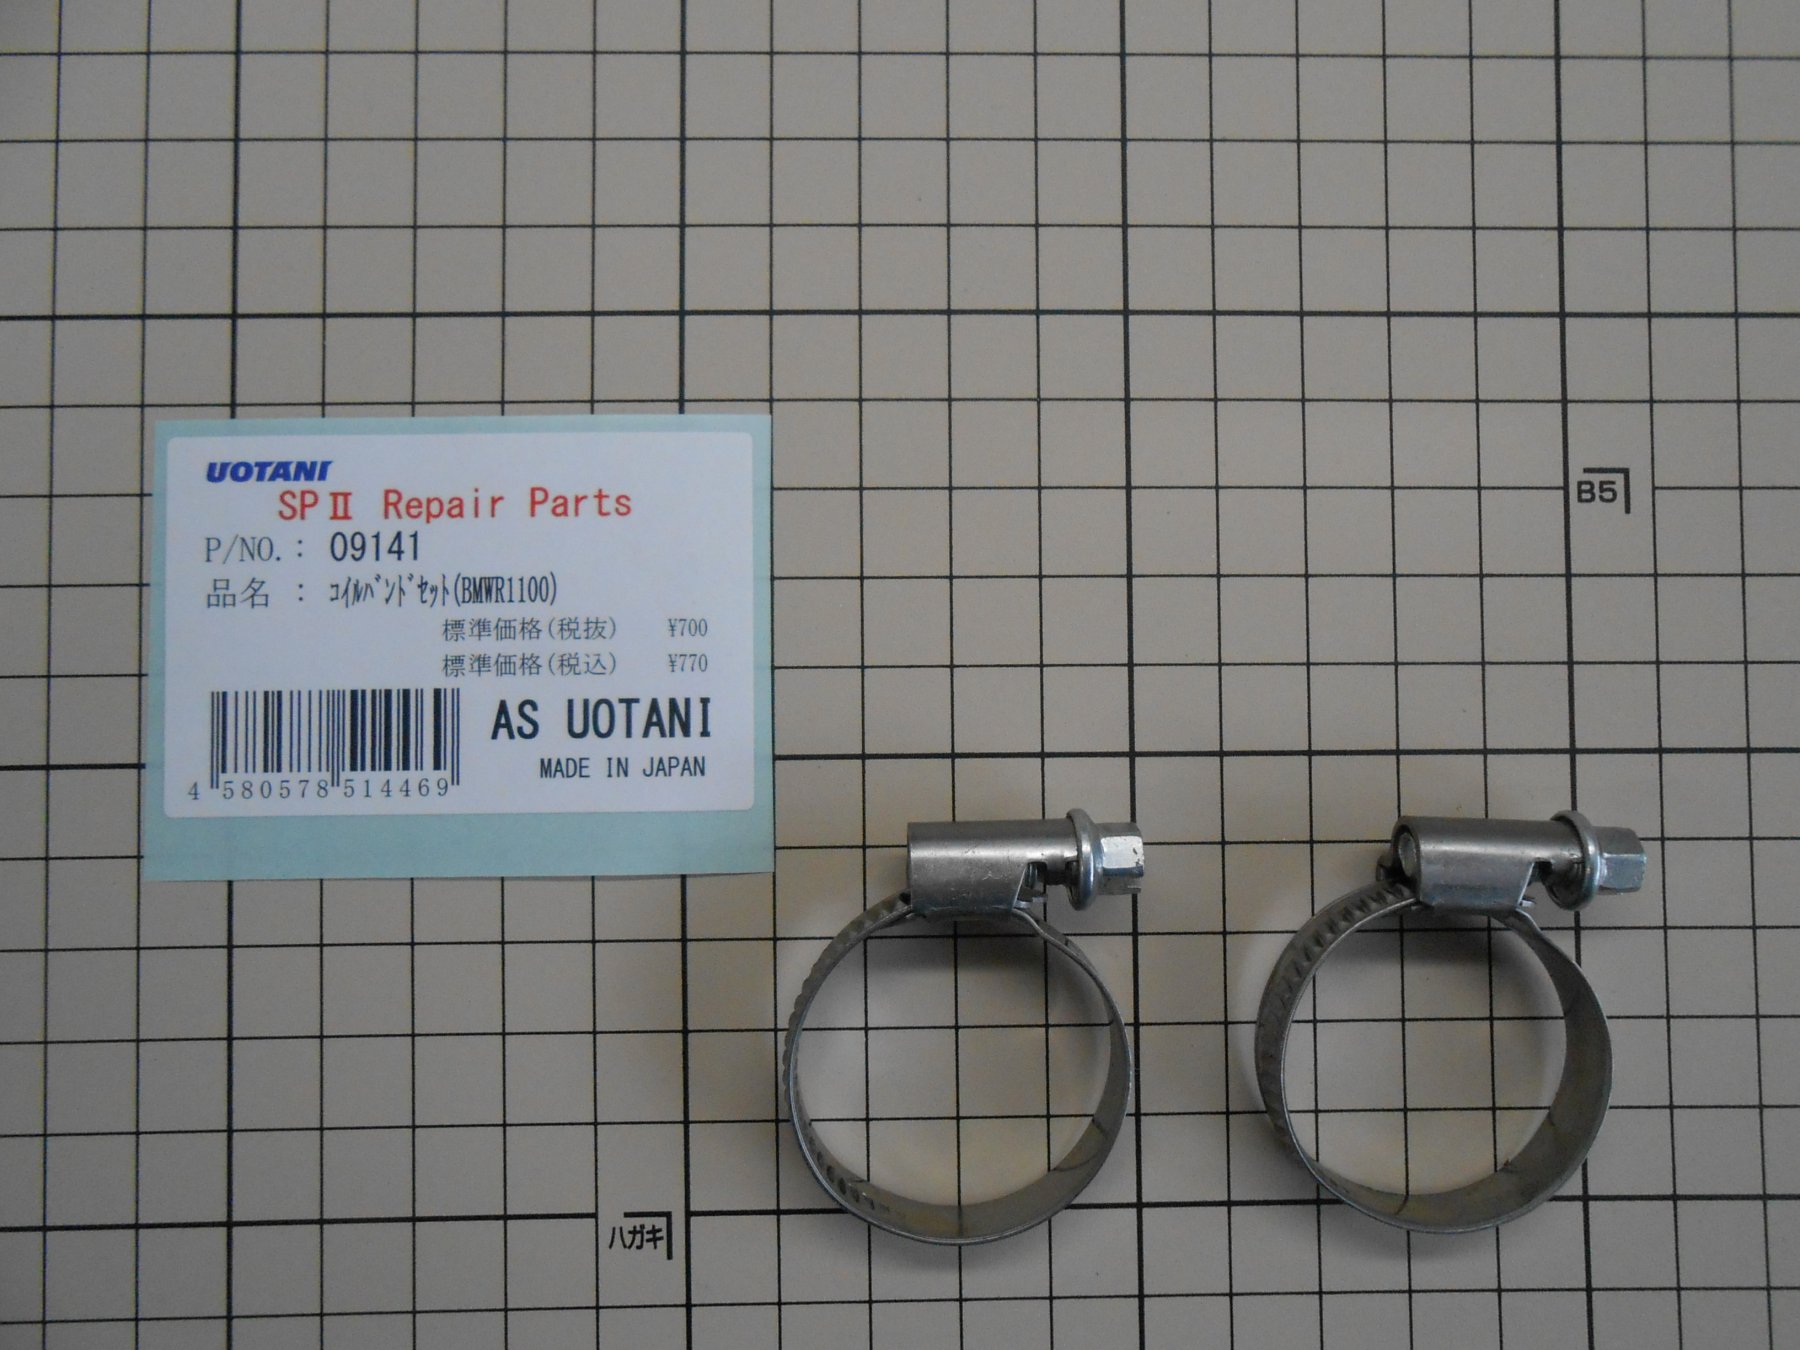 UOTANI
SPⅡ Repair Parts
P/NO.: 09141
品名 : ｺｲﾙﾊﾞﾝﾄﾞｾｯﾄ(BMWR1100)
標準価格(税抜) ¥700
標準価格(税込) ¥770
AS UOTANI
MADE IN JAPAN
4 580578 514469
B5
ハガキ